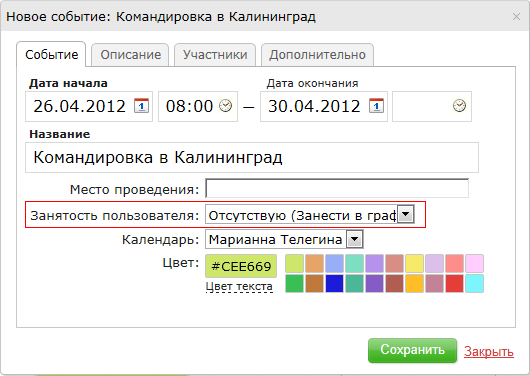 Новое событие: Командировка в Калининград
Событие Описание Участники Дополнительно
Дата начала Дата окончания
26.04.2012 08:00 – 30.04.2012
Название
Командировка в Калининград
Место проведения:
Занятость пользователя: Отсутствую (Занести в граф
Календарь: Марианна Телегина
Цвет: #CEE669
Цвет текста
Сохранить Закрыть